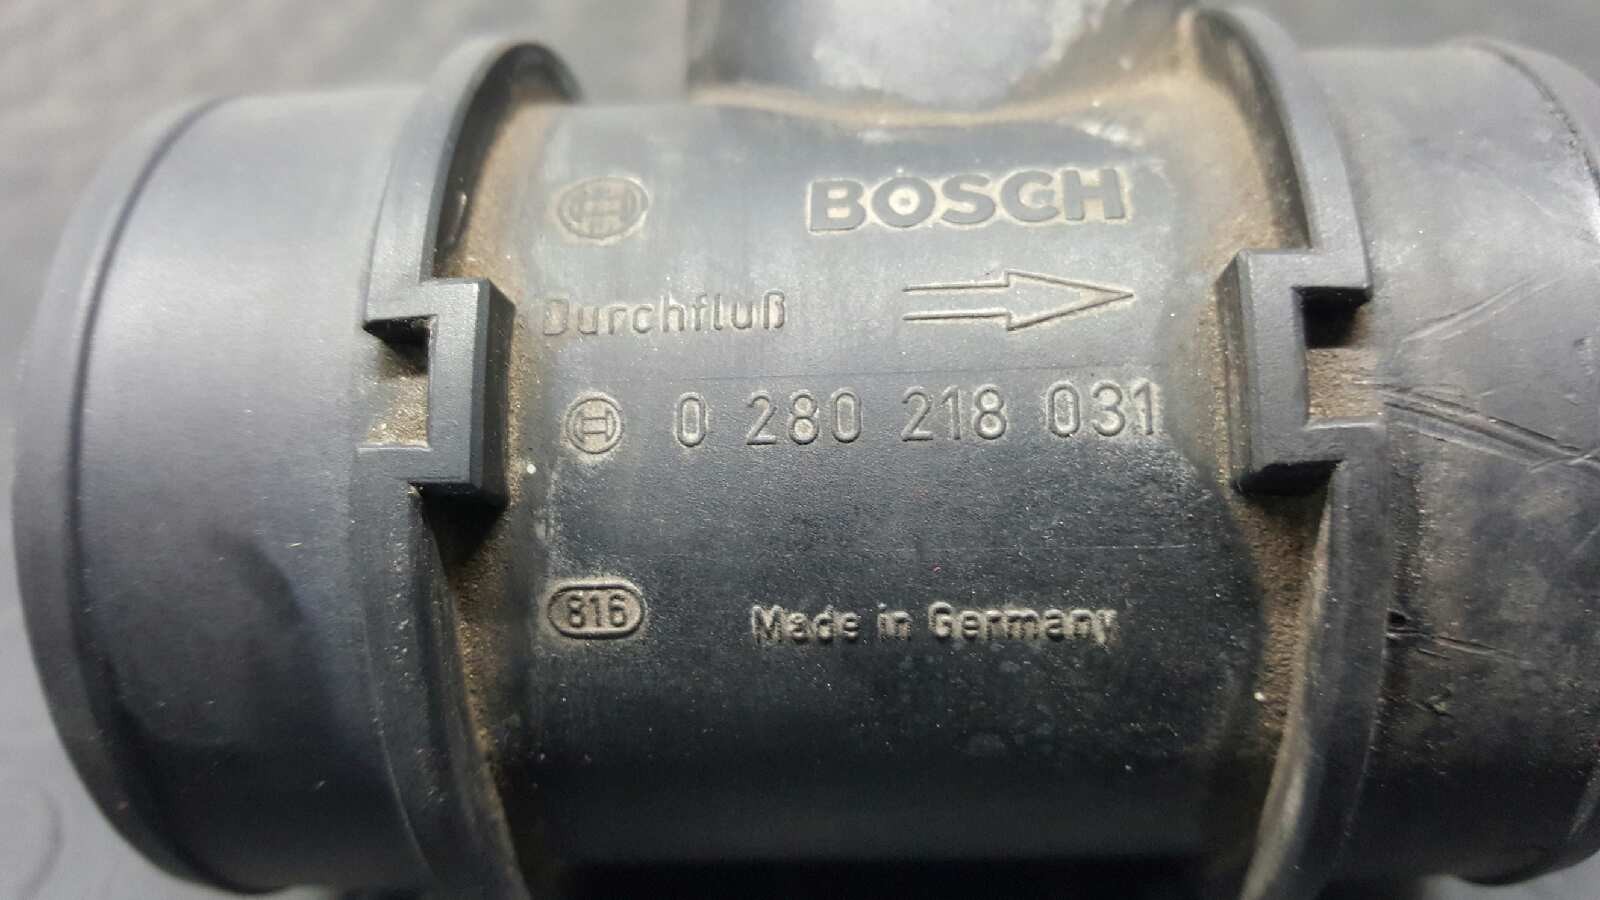 BOSCH
Durchfluß
0 280 218 031
816
Made in Germany